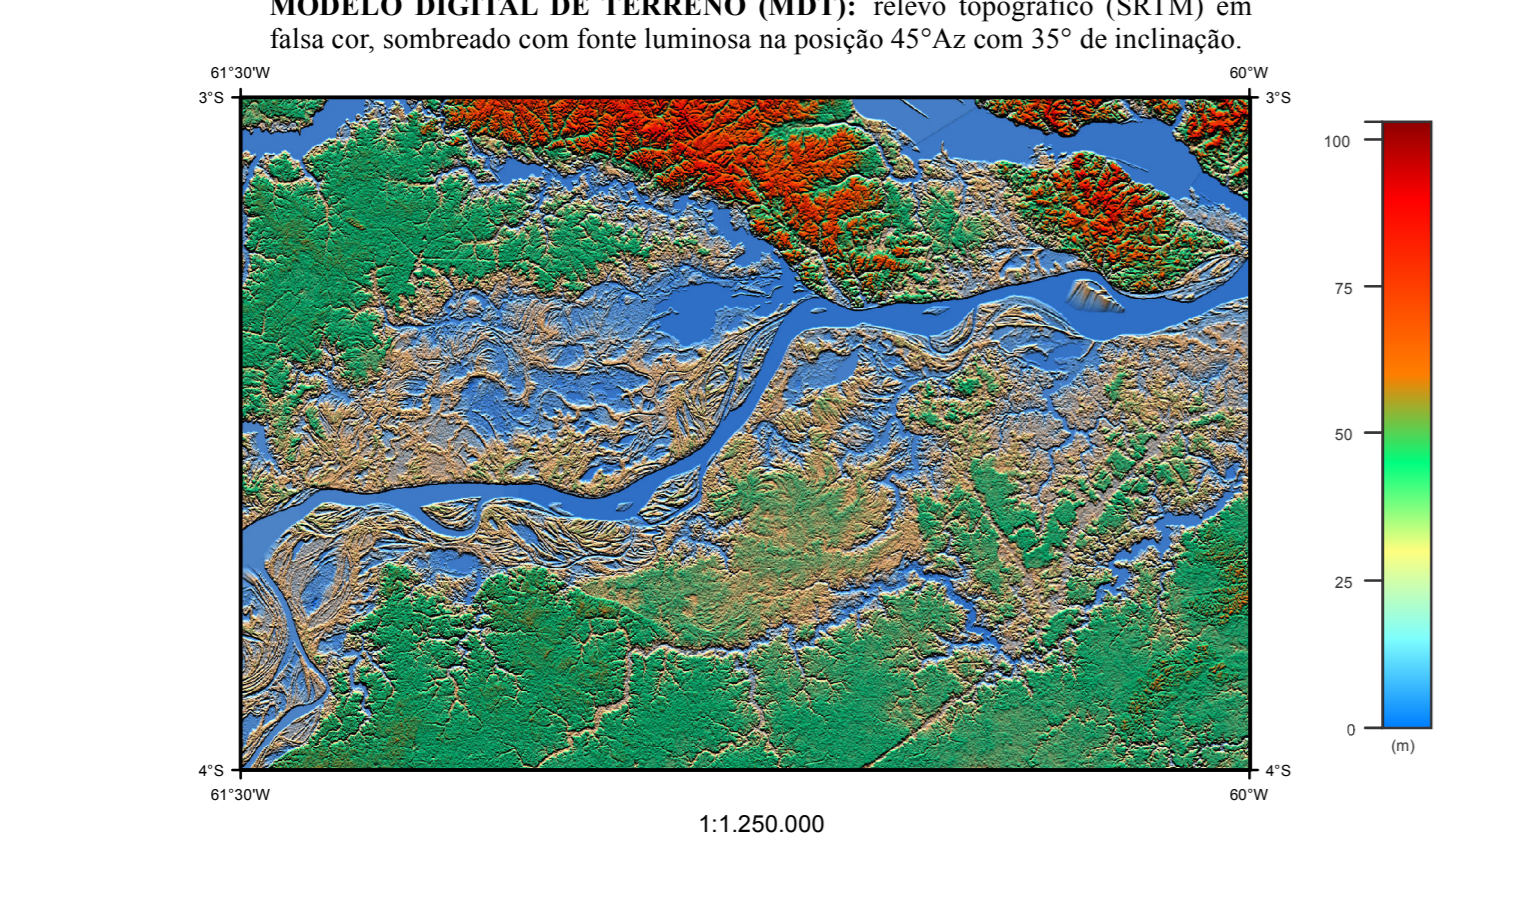 MODELO DIGITAL DE TERRENO (MDT): relevo topográfico (SRTM) em
falsa cor, sombreado com fonte luminosa na posição 45°Az com 35° de inclinação.
61°30'W 60°W
3°S 3°S
100
75
50
25
0
(m)
4°S 4°S
61°30'W 60°W
1:1.250.000